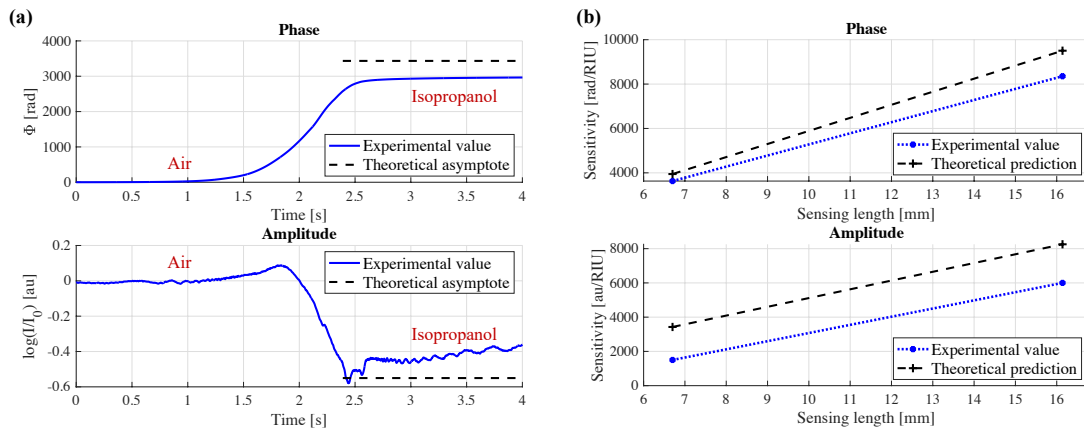 (a)
Phase
4000
3000
2000
1000
0
Φ [rad]
Air
Isopropanol
Experimental value
Theoretical asymptote
0 0.5 1 1.5 2 2.5 3 3.5 4
Time [s]
Amplitude
0.2
0
-0.2
-0.4
-0.6
log(I/I0) [au]
Air
Isopropanol
Experimental value
Theoretical asymptote
0 0.5 1 1.5 2 2.5 3 3.5 4
Time [s]
(b)
Phase
10000
8000
6000
4000
Sensitivity [rad/RIU]
Experimental value
Theoretical prediction
6 7 8 9 10 11 12 13 14 15 16
Sensing length [mm]
Amplitude
8000
6000
4000
2000
0
Sensitivity [au/RIU]
Experimental value
Theoretical prediction
6 7 8 9 10 11 12 13 14 15 16
Sensing length [mm]